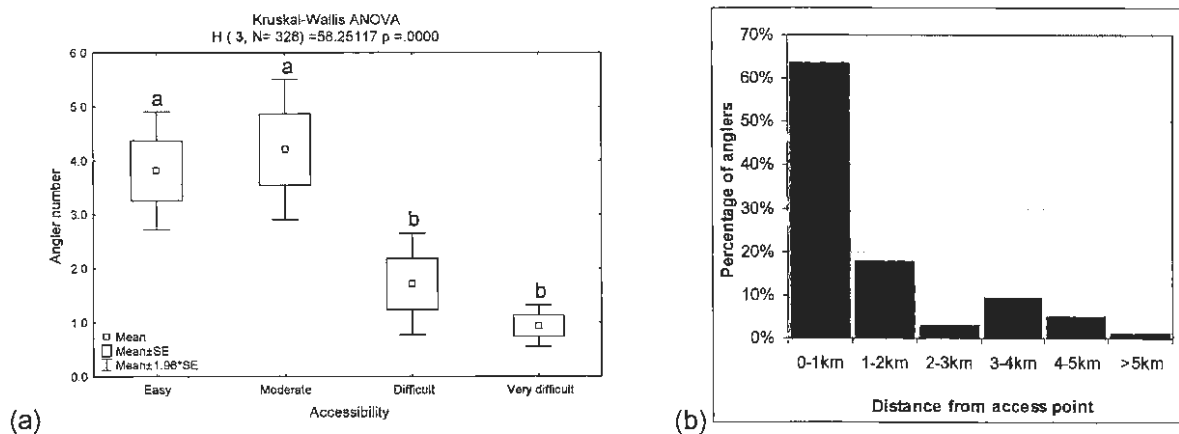 Kruskal-Wallis ANOVA
H ( 3, N= 328) =58.25117 p =.0000
6.0
5.0
4.0
3.0
2.0
1.0
0.0
Angler number
a
a
b
b
Mean
Mean±SE
Mean±1.96*SE
Easy
Moderate
Difficult
Very difficult
Accessibility
(a)
70%
60%
50%
40%
30%
20%
10%
0%
Percentage of anglers
0-1km
1-2km
2-3km
3-4km
4-5km
>5km
Distance from access point
(b)